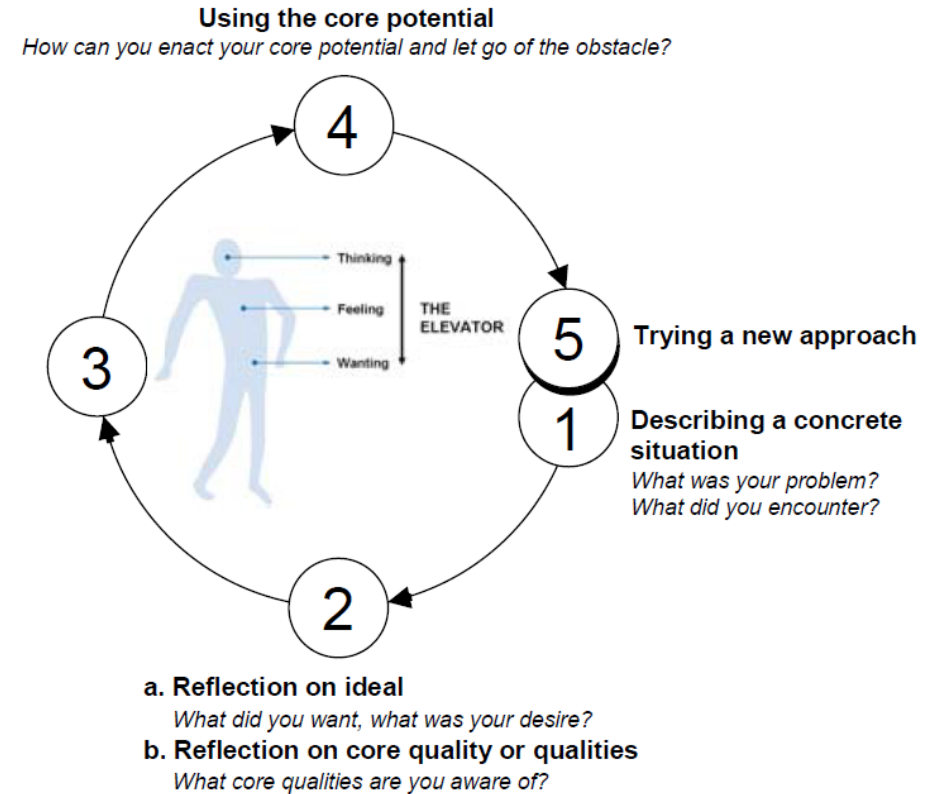 Using the core potential
How can you enact your core potential and let go of the obstacle?
4
Thinking
Feeling
THE
ELEVATOR
Wanting
3
5
Trying a new approach
1
Describing a concrete
situation
What was your problem?
What did you encounter?
2
a. Reflection on ideal
What did you want, what was your desire?
b. Reflection on core quality or qualities
What core qualities are you aware of?